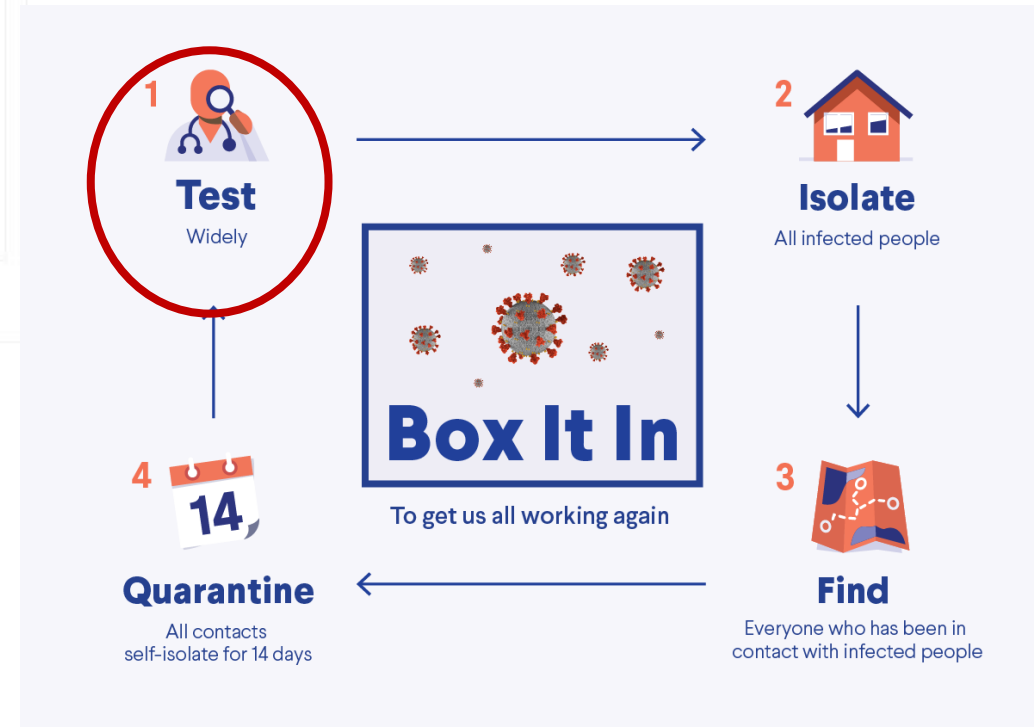 1
Test
Widely
2
Isolate
All infected people
Box It In
To get us all working again
3
Find
Everyone who has been in
contact with infected people
4
14
Quarantine
All contacts
self-isolate for 14 days